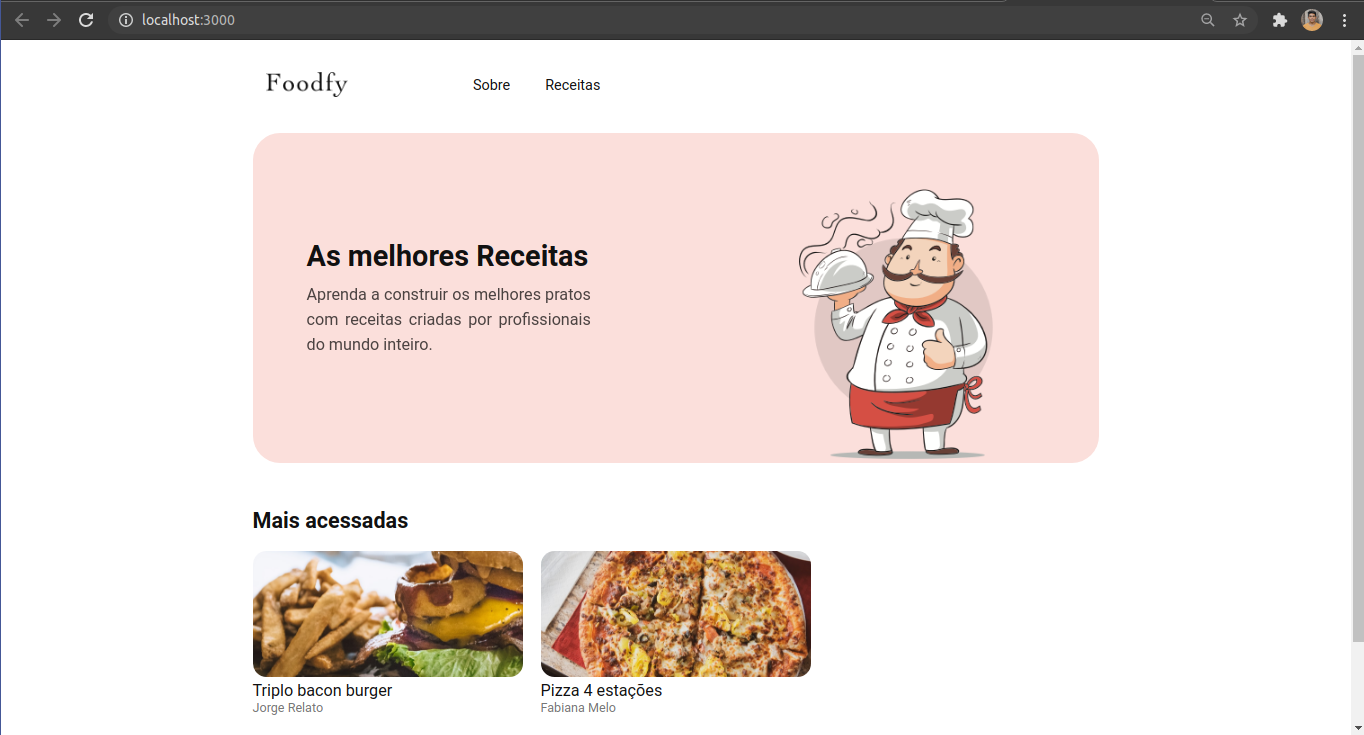 localhost:3000
Foodfy
Sobre
Receitas
As melhores Receitas
Aprenda a construir os melhores pratos
com receitas criadas por profissionais
do mundo inteiro.
Mais acessadas
Triplo bacon burger
Jorge Relato
Pizza 4 estações
Fabiana Melo